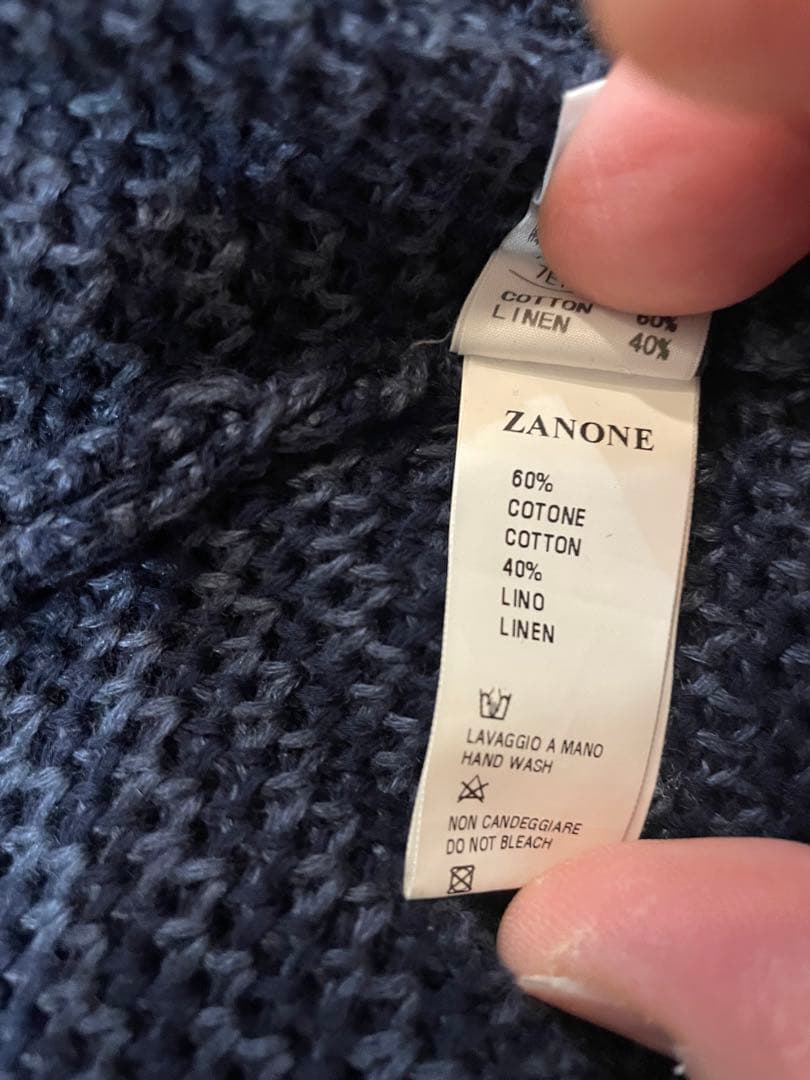 COTTON 60%
LINEN 40%
ZANONE
60%
COTONE
COTTON
40%
LINO
LINEN
LAVAGGIO A MANO
HAND WASH
NON CANDEGGIARE
DO NOT BLEACH